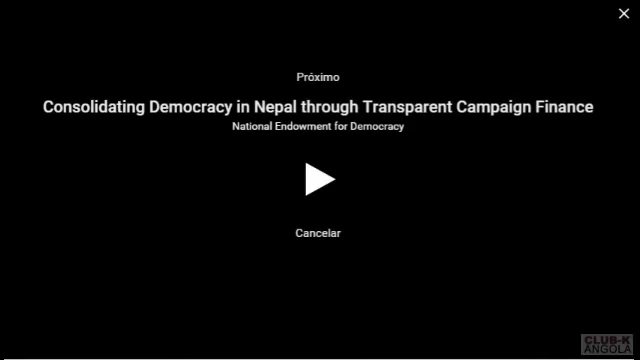 Próximo
Consolidating Democracy in Nepal through Transparent Campaign Finance
National Endowment for Democracy
Cancelar
CLUB-K
ANGOLA